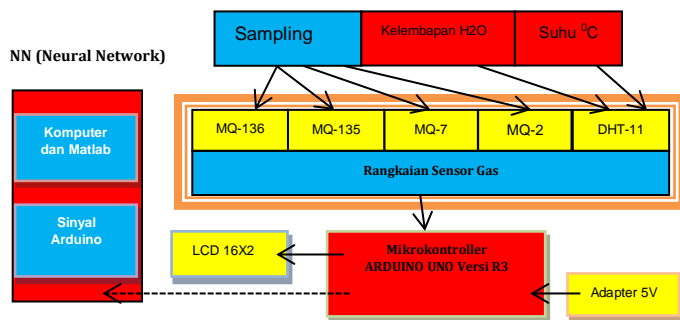 Sampling
Kelembapan H2O
Suhu ⁰C
NN (Neural Network)
Komputer
dan Matlab
Sinyal
Arduino
MQ-136
MQ-135
MQ-7
MQ-2
DHT-11
Rangkaian Sensor Gas
LCD 16X2
Mikrokontroller
ARDUINO UNO Versi R3
Adapter 5V